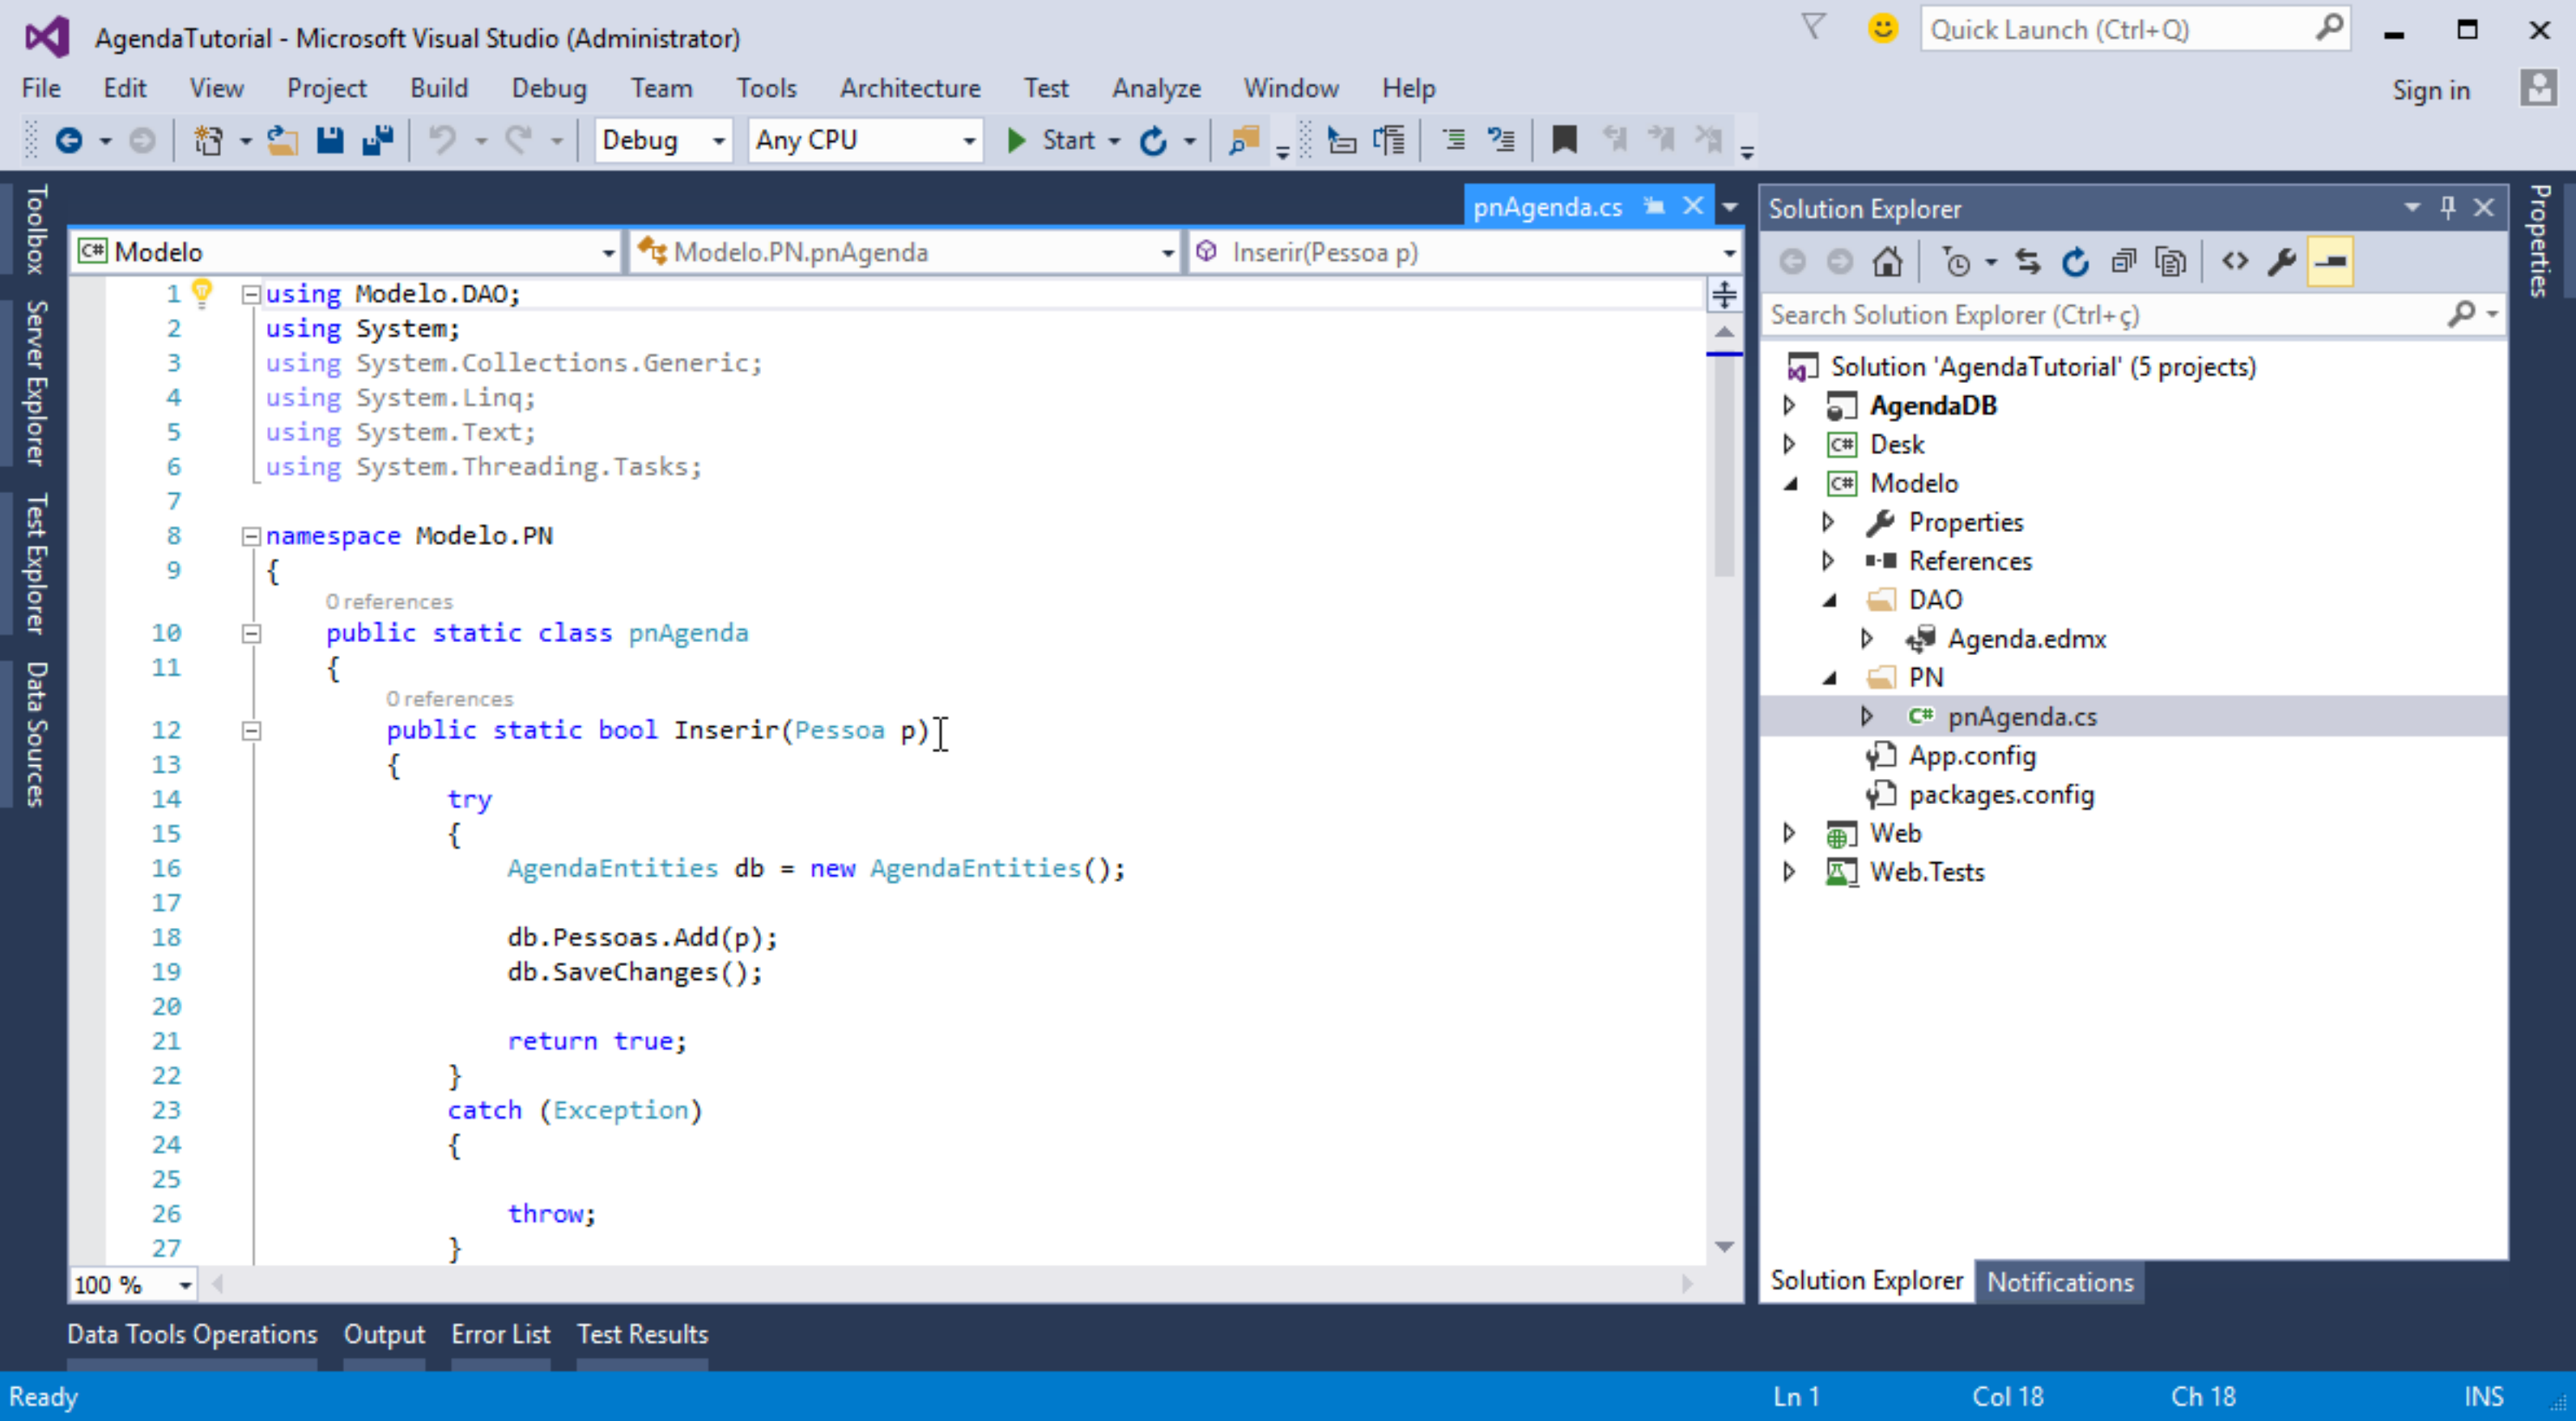 AgendaTutorial - Microsoft Visual Studio (Administrator)
Quick Launch (Ctrl+Q)
File Edit View Project Build Debug Team Tools Architecture Test Analyze Window Help
Sign in
Debug Any CPU Start
Toolbox
Server Explorer
Test Explorer
Data Sources
pnAgenda.cs
C# Modelo Modelo.PN.pnAgenda Inserir(Pessoa p)
1 using Modelo.DAO;
2 using System;
3 using System.Collections.Generic;
4 using System.Linq;
5 using System.Text;
6 using System.Threading.Tasks;
7
8 namespace Modelo.PN
9 {
0 references
10 public static class pnAgenda
11 {
0 references
12 public static bool Inserir(Pessoa p)
13 {
14 try
15 {
16 AgendaEntities db = new AgendaEntities();
17
18 db.Pessoas.Add(p);
19 db.SaveChanges();
20
21 return true;
22 }
23 catch (Exception)
24 {
25
26 throw;
27 }
100 %
Solution Explorer
Search Solution Explorer (Ctrl+ç)
Solution 'AgendaTutorial' (5 projects)
AgendaDB
C# Desk
C# Modelo
Properties
References
DAO
Agenda.edmx
PN
C# pnAgenda.cs
App.config
packages.config
Web
Web.Tests
Solution Explorer Notifications
Properties
Data Tools Operations Output Error List Test Results
Ready Ln 1 Col 18 Ch 18 INS